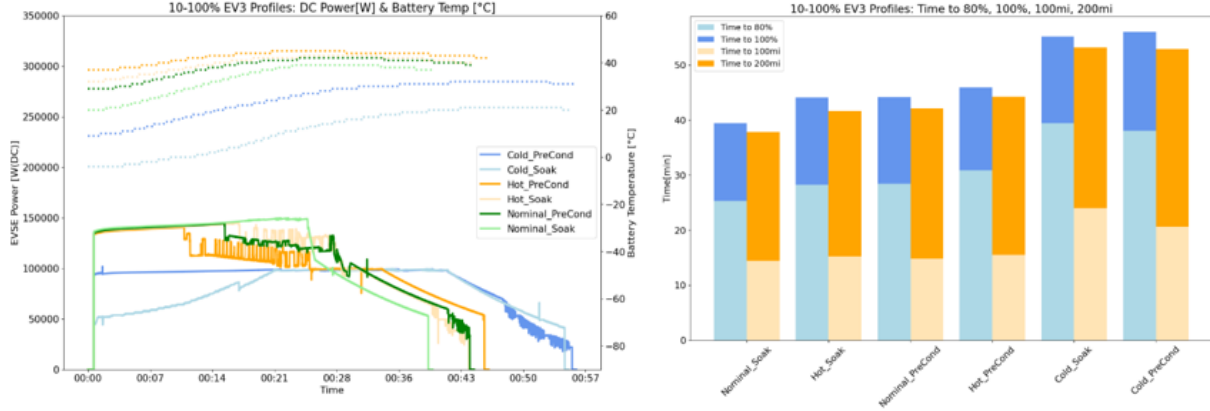 10-100% EV3 Profiles: DC Power[W] & Battery Temp [°C]
350000
300000
250000
200000
150000
100000
50000
0
EVSE Power [W(DC)]
60
40
20
0
−20
−40
−60
−80
Battery Temperature [°C]
Cold_PreCond
Cold_Soak
Hot_PreCond
Hot_Soak
Nominal_PreCond
Nominal_Soak
00:00 00:07 00:14 00:21 00:28 00:36 00:43 00:50 00:57
Time
10-100% EV3 Profiles: Time to 80%, 100%, 100mi, 200mi
Time to 80%
Time to 100%
Time to 100mi
Time to 200mi
50
40
30
20
10
0
Time[min]
Nominal_Soak
Hot_Soak
Nominal_PreCond
Hot_PreCond
Cold_Soak
Cold_PreCond